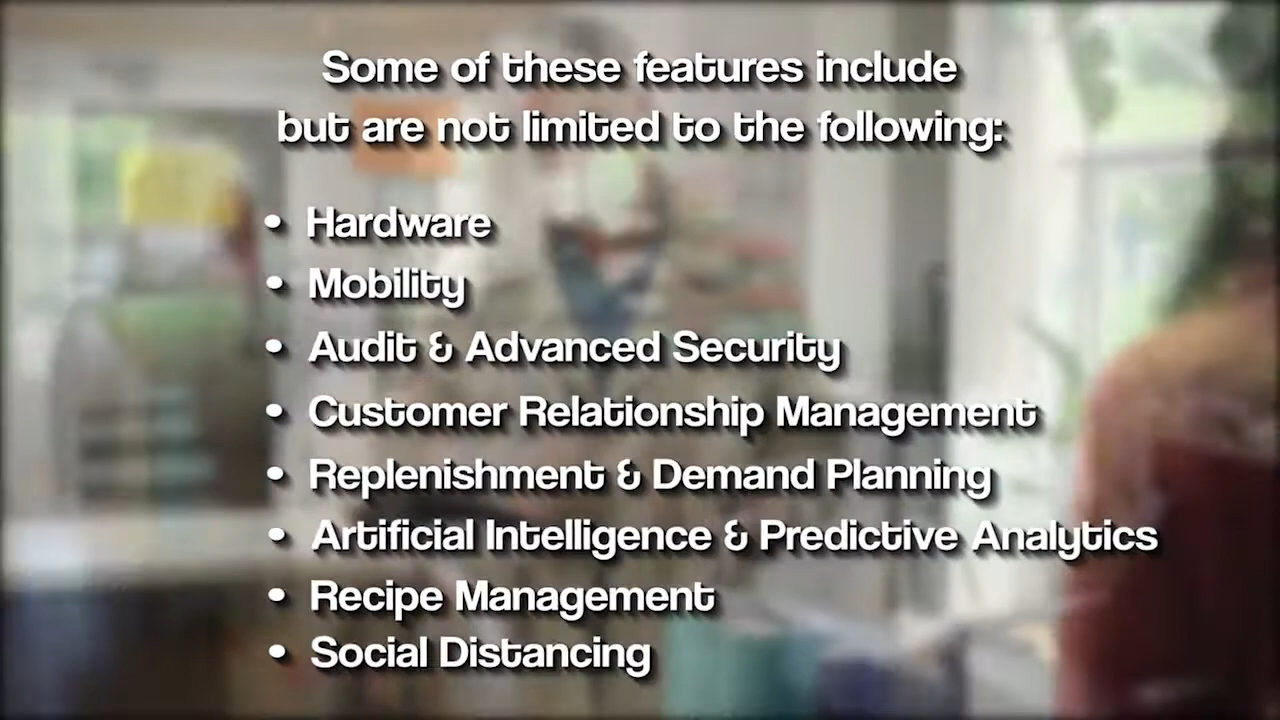 Some of these features include
but are not limited to the following:
• Hardware
• Mobility
• Audit & Advanced Security
• Customer Relationship Management
• Replenishment & Demand Planning
• Artificial Intelligence & Predictive Analytics
• Recipe Management
• Social Distancing